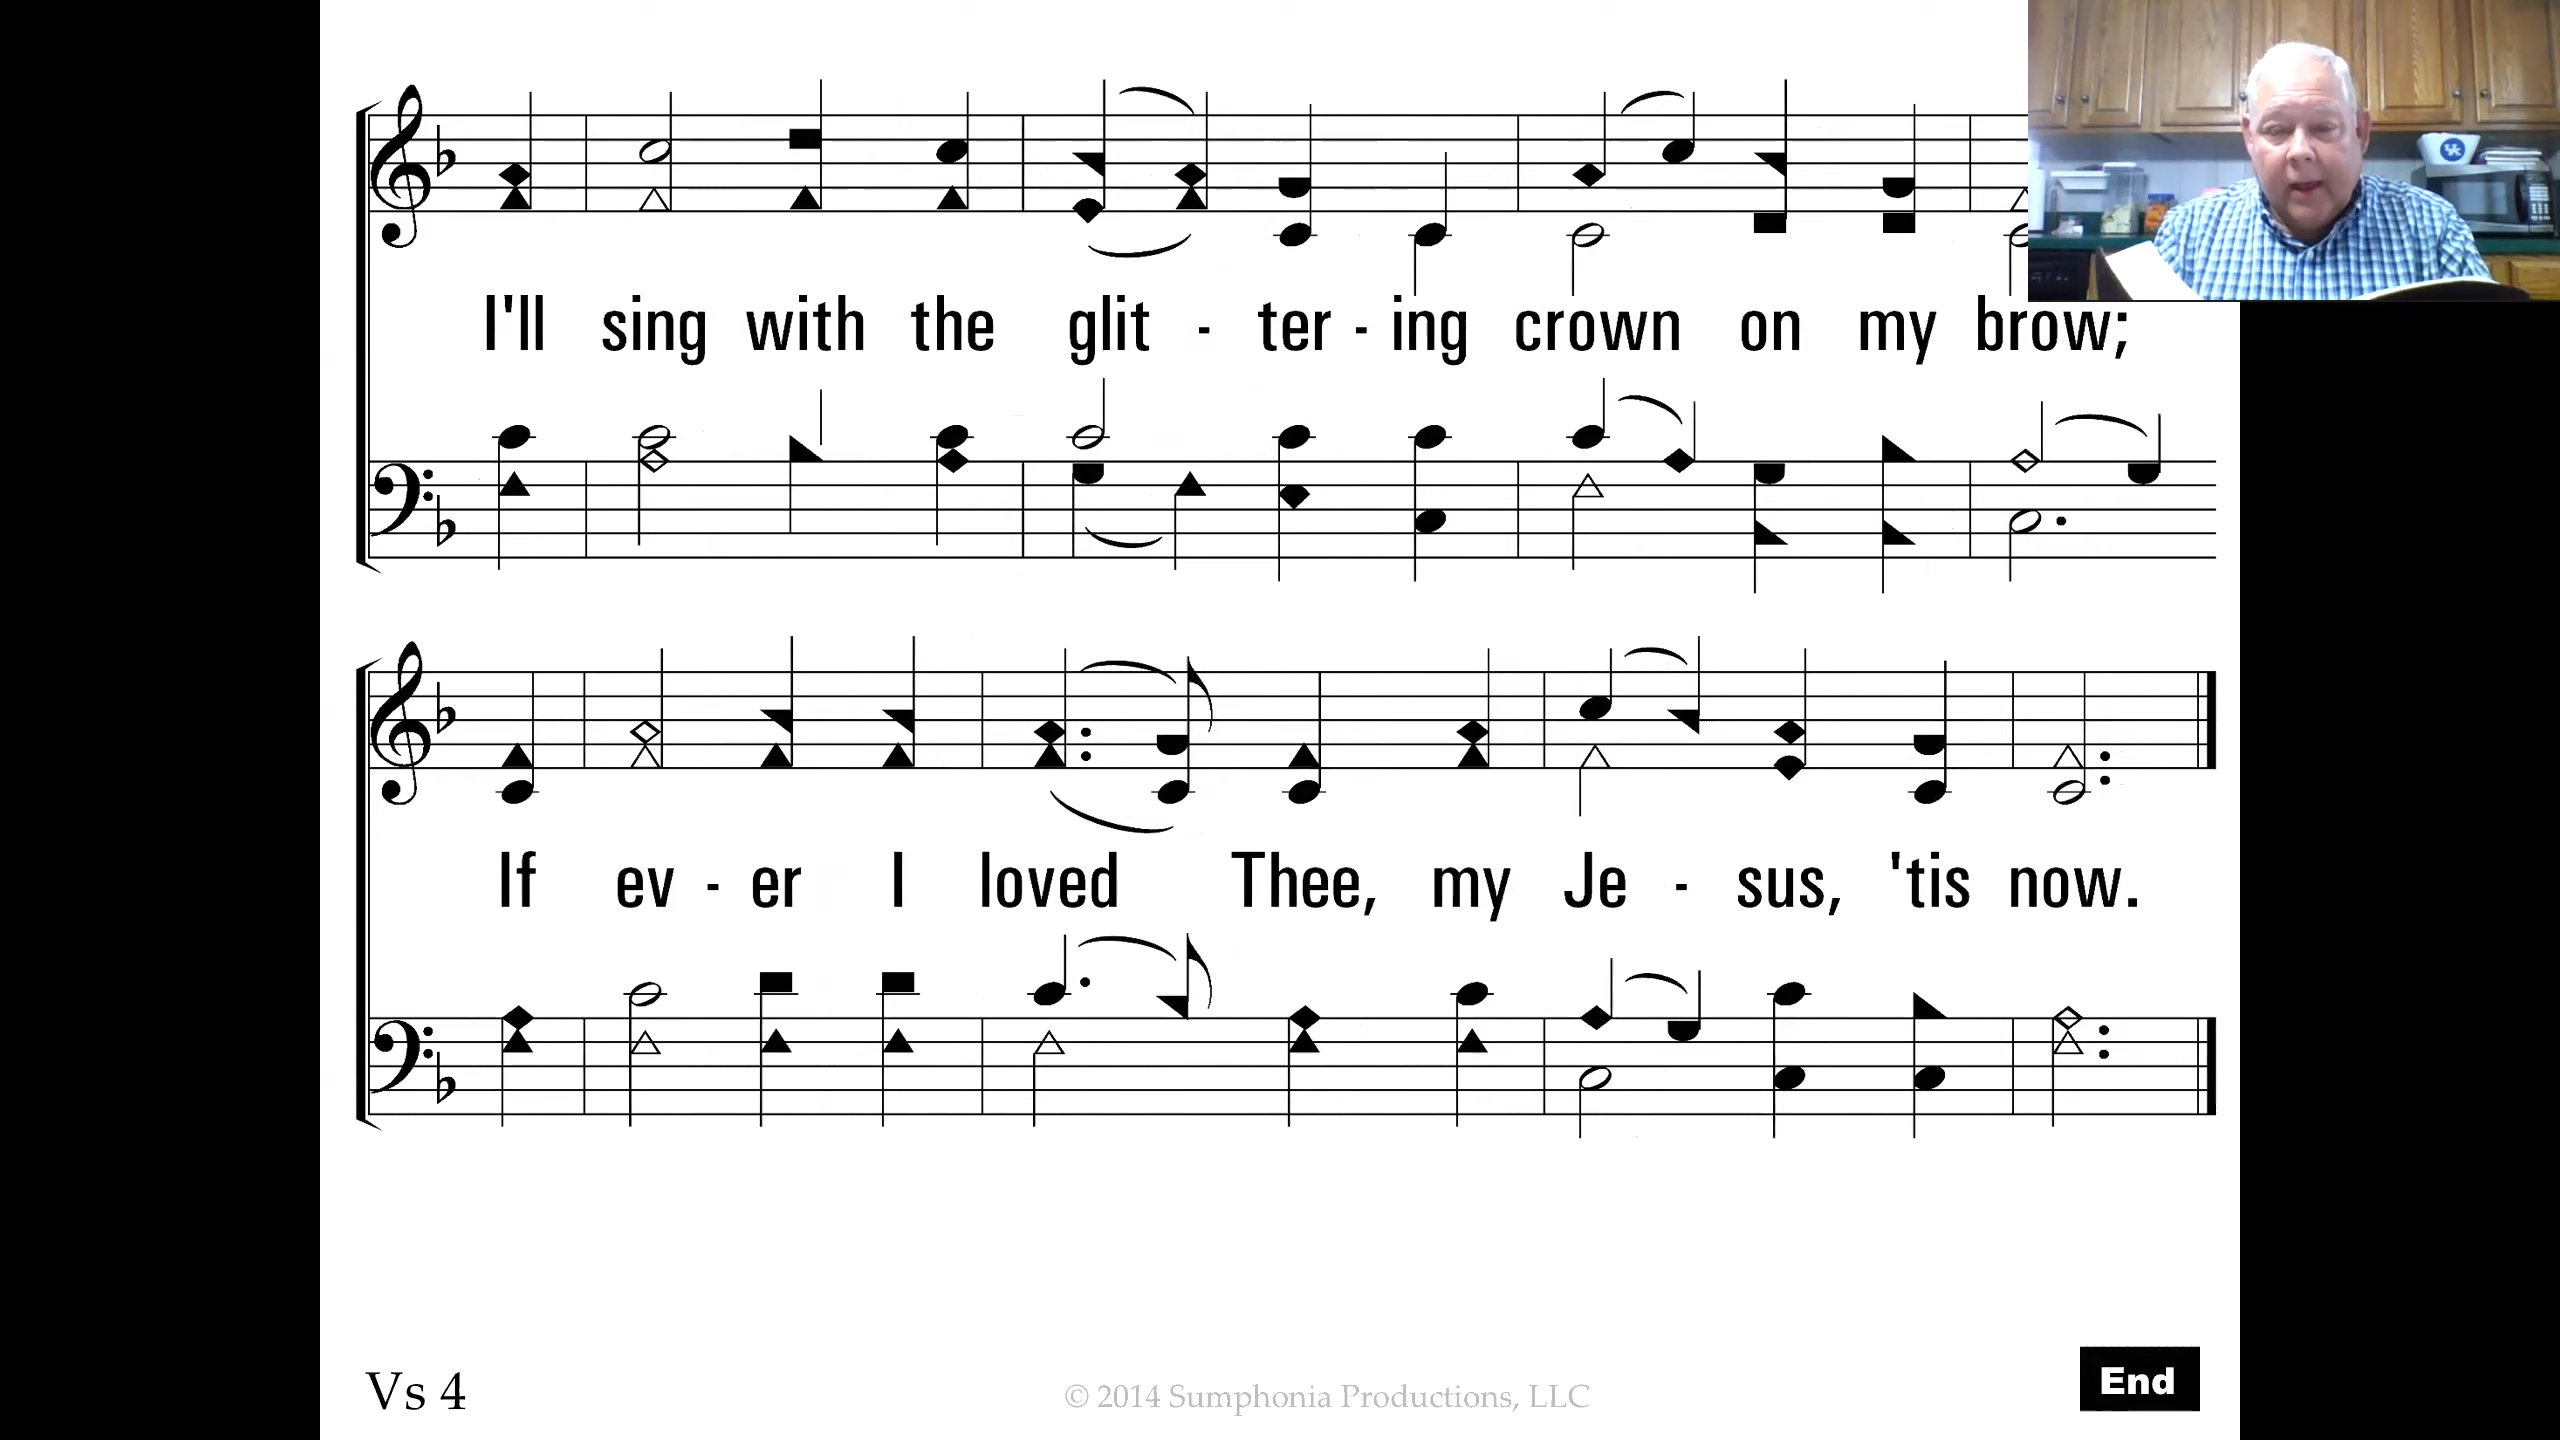 I'll sing with the glit - ter - ing crown on my brow;
If ev - er I loved Thee, my Je - sus, 'tis now.
Vs 4
© 2014 Sumphonia Productions, LLC
End
UK